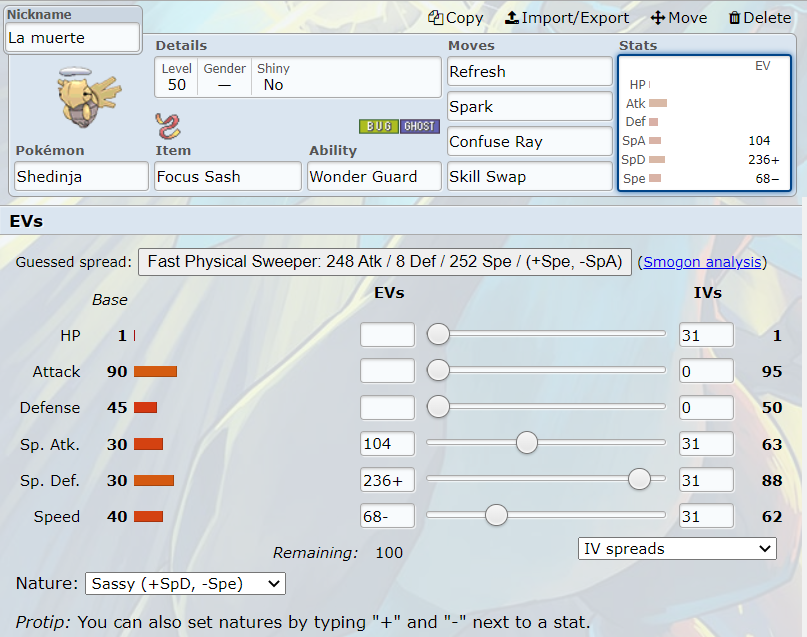 Nickname
La muerte
Copy Import/Export Move Delete
Details
Moves
Stats
Level Gender Shiny
50 — No
Refresh
Spark
Confuse Ray
Skill Swap
EV
HP
Atk
Def
SpA 104
SpD 236+
Spe 68−
BUG GHOST
Pokémon Item Ability
Shedinja Focus Sash Wonder Guard
EVs
Guessed spread: Fast Physical Sweeper: 248 Atk / 8 Def / 252 Spe / (+Spe, -SpA) (Smogon analysis)
Base EVs IVs
HP 1 31 1
Attack 90 0 95
Defense 45 0 50
Sp. Atk. 30 104 31 63
Sp. Def. 30 236+ 31 88
Speed 40 68- 31 62
Remaining: 100 IV spreads
Nature: Sassy (+SpD, -Spe)
Protip: You can also set natures by typing "+" and "-" next to a stat.